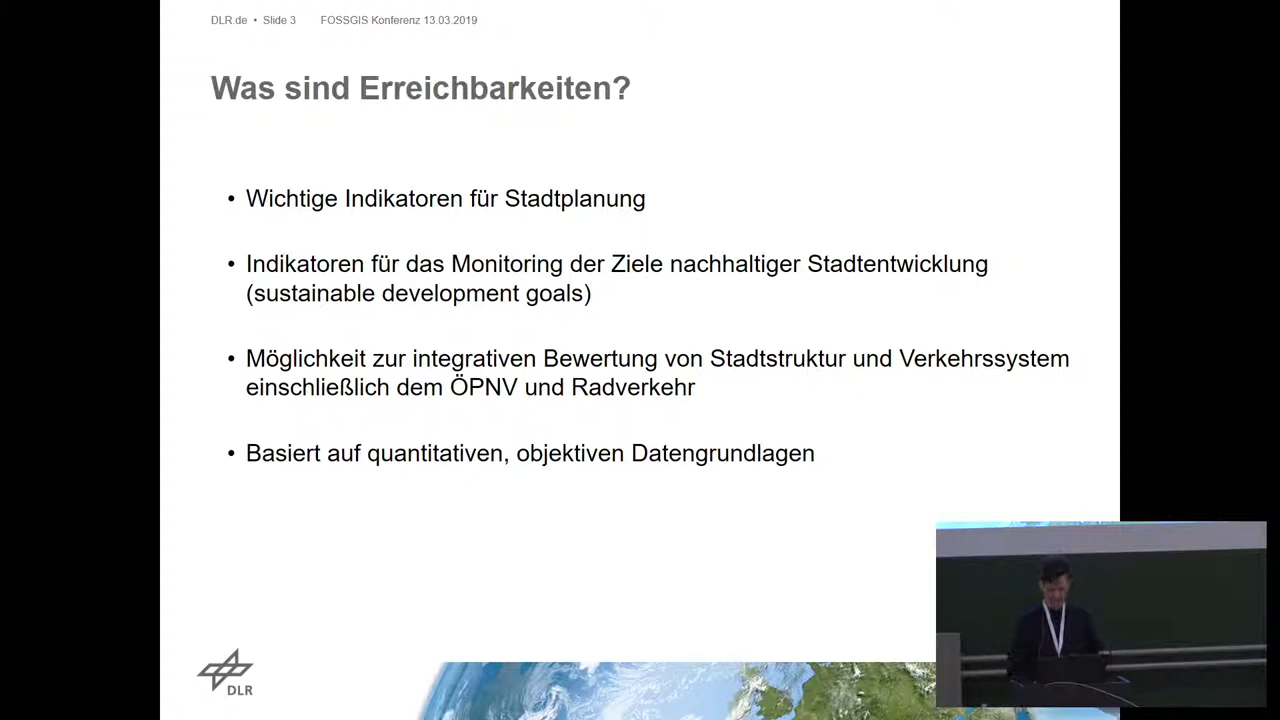 DLR.de • Slide 3 FOSSGIS Konferenz 13.03.2019
Was sind Erreichbarkeiten?
• Wichtige Indikatoren für Stadtplanung
• Indikatoren für das Monitoring der Ziele nachhaltiger Stadtentwicklung
(sustainable development goals)
• Möglichkeit zur integrativen Bewertung von Stadtstruktur und Verkehrssystem
einschließlich dem ÖPNV und Radverkehr
• Basiert auf quantitativen, objektiven Datengrundlagen
DLR